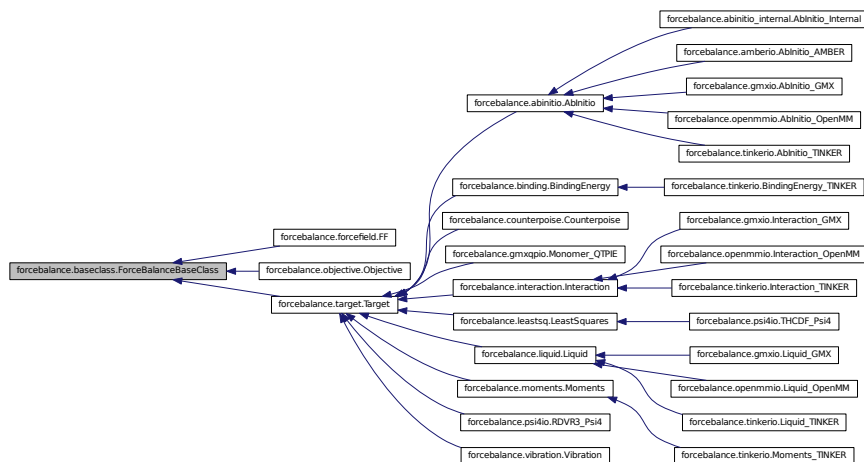 forcebalance.abinitio_internal.AbInitio_Internal
forcebalance.amberio.AbInitio_AMBER
forcebalance.gmxio.AbInitio_GMX
forcebalance.abinitio.AbInitio
forcebalance.openmmio.AbInitio_OpenMM
forcebalance.tinkerio.AbInitio_TINKER
forcebalance.binding.BindingEnergy
forcebalance.tinkerio.BindingEnergy_TINKER
forcebalance.counterpoise.Counterpoise
forcebalance.gmxio.Interaction_GMX
forcebalance.forcefield.FF
forcebalance.gmxqpio.Monomer_QTPIE
forcebalance.openmmio.Interaction_OpenMM
forcebalance.baseclass.ForceBalanceBaseClass
forcebalance.objective.Objective
forcebalance.interaction.Interaction
forcebalance.tinkerio.Interaction_TINKER
forcebalance.target.Target
forcebalance.leastsq.LeastSquares
forcebalance.psi4io.THCDF_Psi4
forcebalance.liquid.Liquid
forcebalance.gmxio.Liquid_GMX
forcebalance.moments.Moments
forcebalance.openmmio.Liquid_OpenMM
forcebalance.psi4io.RDVR3_Psi4
forcebalance.tinkerio.Liquid_TINKER
forcebalance.vibration.Vibration
forcebalance.tinkerio.Moments_TINKER